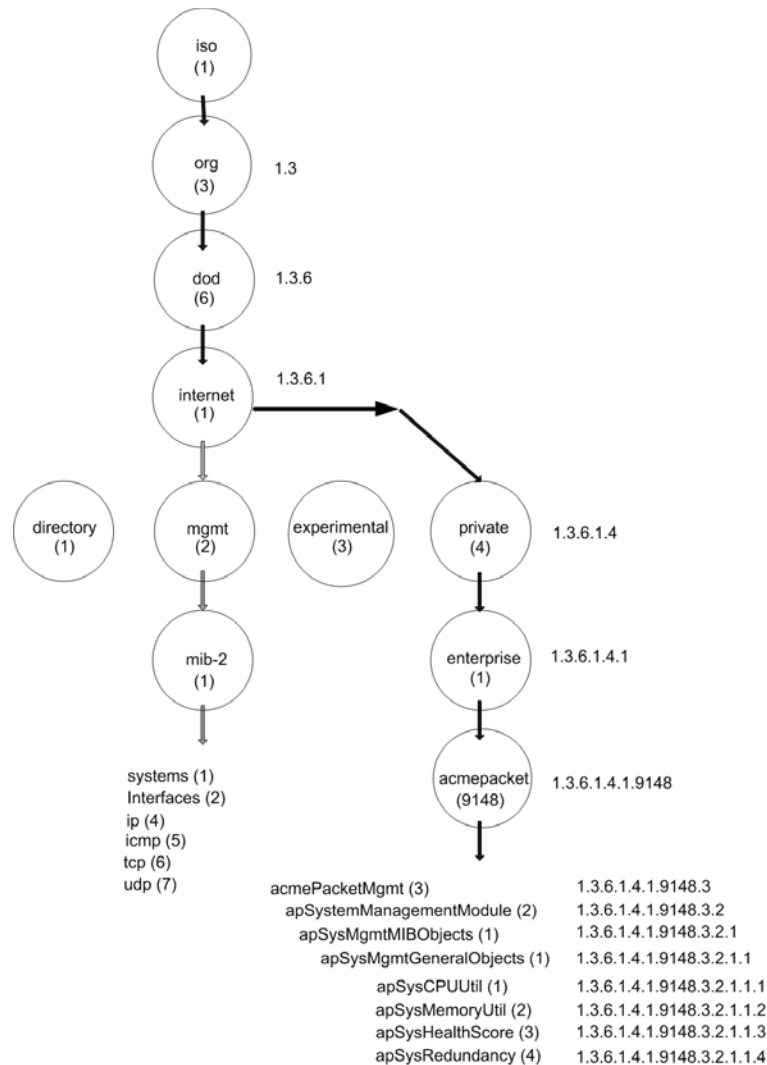 iso
(1)
org
(3)
1.3
dod
(6)
1.3.6
internet
(1)
1.3.6.1
directory
(1)
mgmt
(2)
experimental
(3)
private
(4)
1.3.6.1.4
mib-2
(1)
enterprise
(1)
1.3.6.1.4.1
acmepacket
(9148)
1.3.6.1.4.1.9148
systems (1)
Interfaces (2)
ip (4)
icmp (5)
tcp (6)
udp (7)
acmePacketMgmt (3) 1.3.6.1.4.1.9148.3
apSystemManagementModule (2) 1.3.6.1.4.1.9148.3.2
apSysMgmtMIBObjects (1) 1.3.6.1.4.1.9148.3.2.1
apSysMgmtGeneralObjects (1) 1.3.6.1.4.1.9148.3.2.1.1
apSysCPUUtil (1) 1.3.6.1.4.1.9148.3.2.1.1.1
apSysMemoryUtil (2) 1.3.6.1.4.1.9148.3.2.1.1.2
apSysHealthScore (3) 1.3.6.1.4.1.9148.3.2.1.1.3
apSysRedundancy (4) 1.3.6.1.4.1.9148.3.2.1.1.4